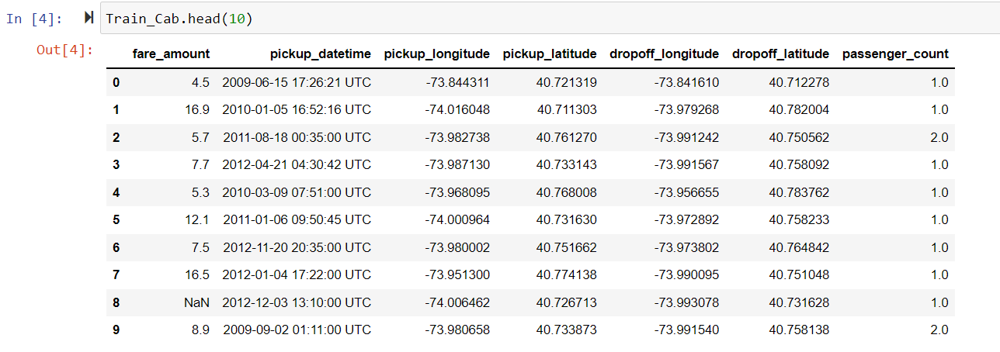 In [4]: Train_Cab.head(10)
Out[4]:
fare_amount pickup_datetime pickup_longitude pickup_latitude dropoff_longitude dropoff_latitude passenger_count
0 4.5 2009-06-15 17:26:21 UTC -73.844311 40.721319 -73.841610 40.712278 1.0
1 16.9 2010-01-05 16:52:16 UTC -74.016048 40.711303 -73.979268 40.782004 1.0
2 5.7 2011-08-18 00:35:00 UTC -73.982738 40.761270 -73.991242 40.750562 2.0
3 7.7 2012-04-21 04:30:42 UTC -73.987130 40.733143 -73.991567 40.758092 1.0
4 5.3 2010-03-09 07:51:00 UTC -73.968095 40.768008 -73.956655 40.783762 1.0
5 12.1 2011-01-06 09:50:45 UTC -74.000964 40.731630 -73.972892 40.758233 1.0
6 7.5 2012-11-20 20:35:00 UTC -73.980002 40.751662 -73.973802 40.764842 1.0
7 16.5 2012-01-04 17:22:00 UTC -73.951300 40.774138 -73.990095 40.751048 1.0
8 NaN 2012-12-03 13:10:00 UTC -74.006462 40.726713 -73.993078 40.731628 1.0
9 8.9 2009-09-02 01:11:00 UTC -73.980658 40.733873 -73.991540 40.758138 2.0